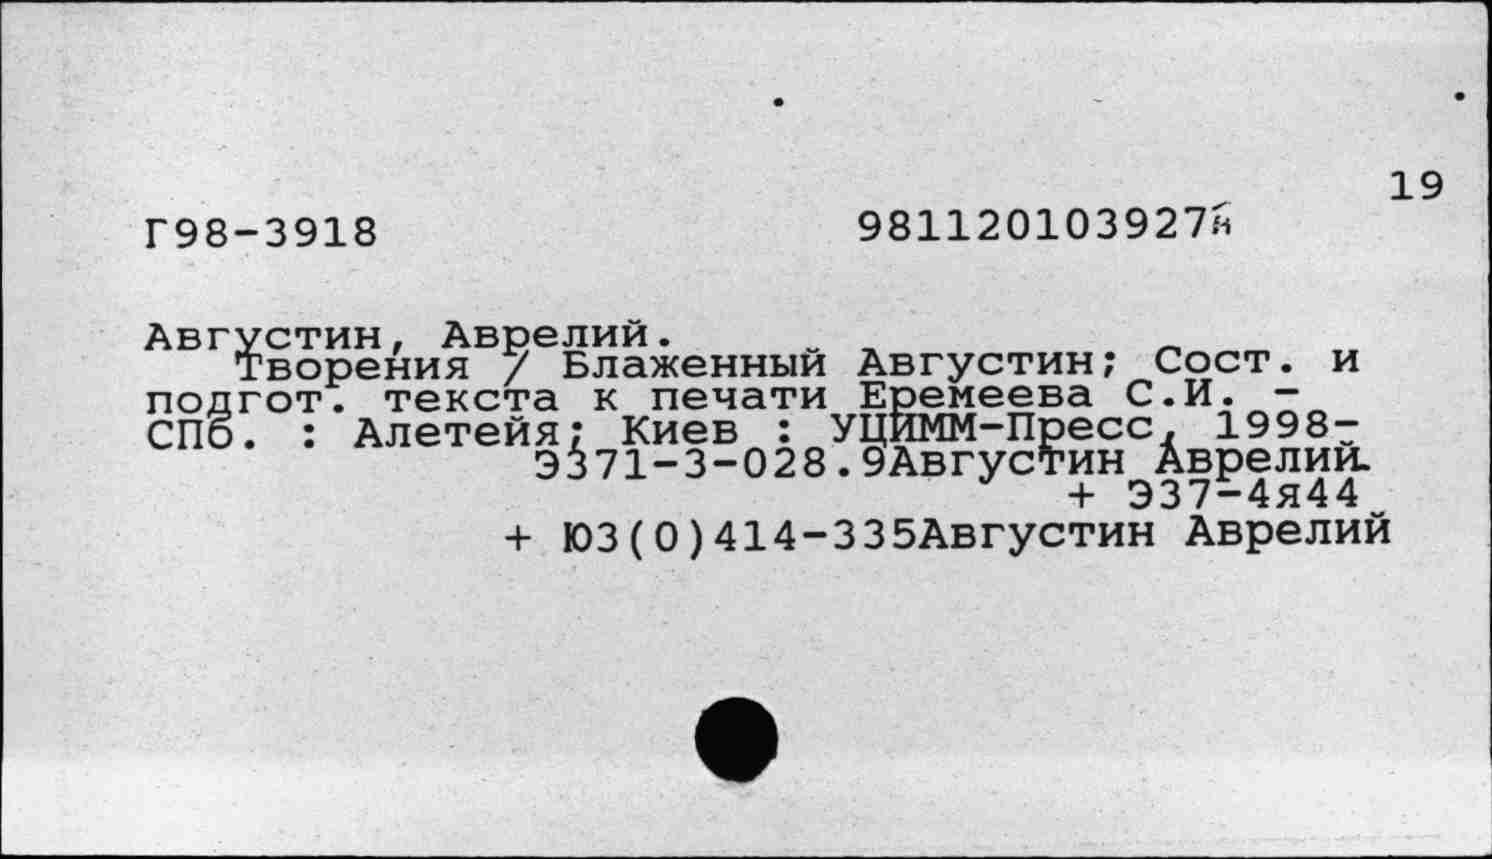 19
Г98-3918 981120103927
Августин, Аврелий.
Творения / Блаженный Августин; Сост. и
подгот. текста к печати Еремеева С.И. -
СПб. : Алетейя; Киев : УЦИММ-Пресс, 1998-
Э371-3-028.9Августин Аврелий.
+ Э37-4я44
+ Ю3(0)414-335Августин Аврелий